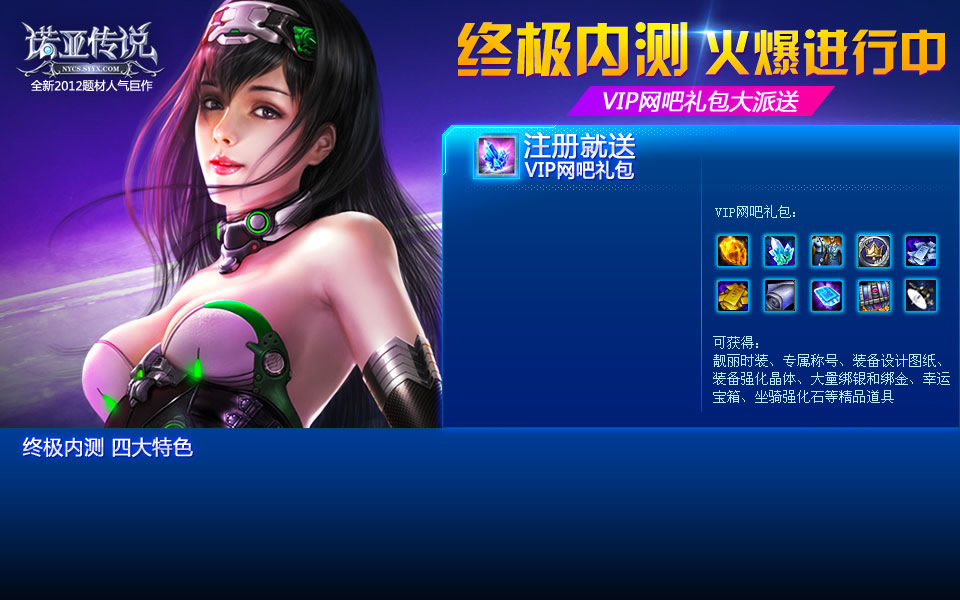 诺亚传说
NYCS.SYYX.COM
全新2012题材人气巨作
终极内测 火爆进行中
VIP网吧礼包大派送
注册就送
VIP网吧礼包
VIP网吧礼包：
可获得：
靓丽时装、专属称号、装备设计图纸、
装备强化晶体、大量绑银和绑金、幸运
宝箱、坐骑强化石等精品道具
终极内测 四大特色